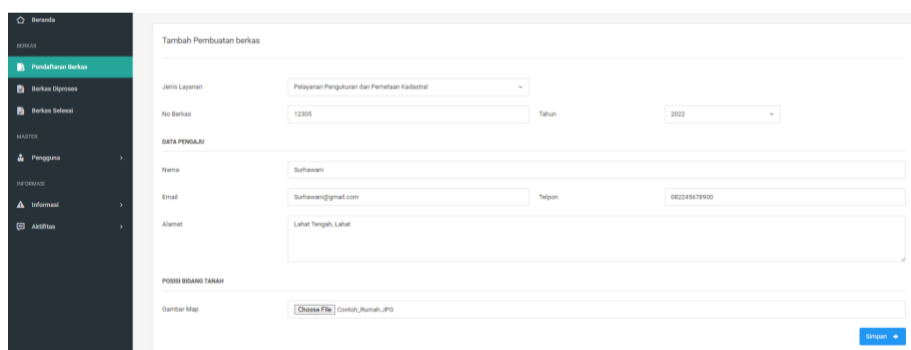 Beranda
BERKAS
Pendaftaran Berkas
Berkas Diproses
Berkas Selesai
MASTER
Pengguna
INFORMASI
Informasi
Aktifitas
Tambah Pembuatan berkas
Jenis Layanan Pelayanan Pengukuran dan Pemetaan Kadastral
No Berkas 12305 Tahun 2022
DATA PENGAJU
Nama Surhawani
Email Surhawani@gmail.com Telpon 082245678900
Alamat Lahat Tengah, Lahat
POSISI BIDANG TANAH
Gambar Map Choose File Contoh_Rumah.JPG
Simpan